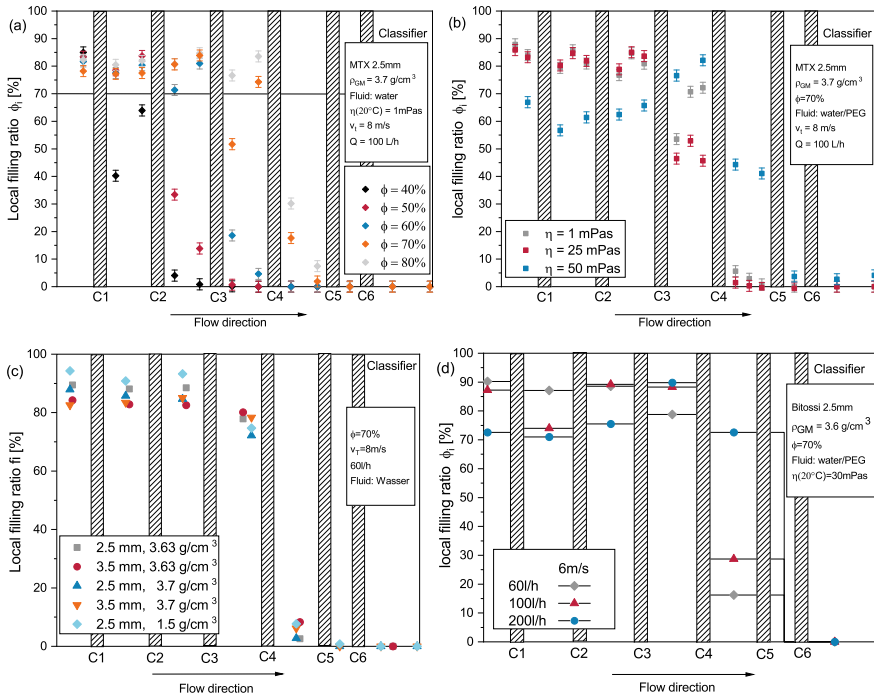 (a)
Classifier
Local filling ratio ϕi [%]
100
90
80
70
60
50
40
30
20
10
0
MTX 2.5mm
ρGM = 3.7 g/cm3
Fluid: water
η(20°C) = 1mPas
vt = 8 m/s
Q = 100 L/h
ϕ = 40%
ϕ = 50%
ϕ = 60%
ϕ = 70%
ϕ = 80%
C1 C2 C3 C4 C5 C6
Flow direction
(b)
Classifier
local filling ratio ϕi [%]
100
90
80
70
60
50
40
30
20
10
0
MTX 2.5mm
ρGM = 3.7 g/cm3
ϕ=70%
Fluid: water/PEG
vt = 8 m/s
Q = 100 L/h
η = 1 mPas
η = 25 mPas
η = 50 mPas
C1 C2 C3 C4 C5 C6
Flow direction
(c)
Classifier
Local filling ratio fi [%]
100
80
60
40
20
0
ϕ=70%
vT=8m/s
60l/h
Fluid: Wasser
2.5 mm, 3.63 g/cm3
3.5 mm, 3.63 g/cm3
2.5 mm, 3.7 g/cm3
3.5 mm, 3.7 g/cm3
2.5 mm, 1.5 g/cm3
C1 C2 C3 C4 C5 C6
Flow direction
(d)
Classifier
local filling ratio ϕi [%]
100
90
80
70
60
50
40
30
20
10
0
Bitossi 2.5mm
ρGM = 3.6 g/cm3
ϕ=70%
Fluid: water/PEG
η(20°C)=30mPas
6m/s
60l/h
100l/h
200l/h
C1 C2 C3 C4 C5 C6
Flow direction